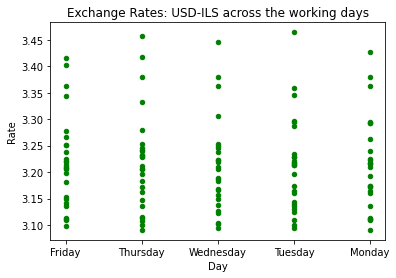 Exchange Rates: USD-ILS across the working days
3.45
3.40
3.35
3.30
3.25
3.20
3.15
3.10
Rate
Friday Thursday Wednesday Tuesday Monday
Day